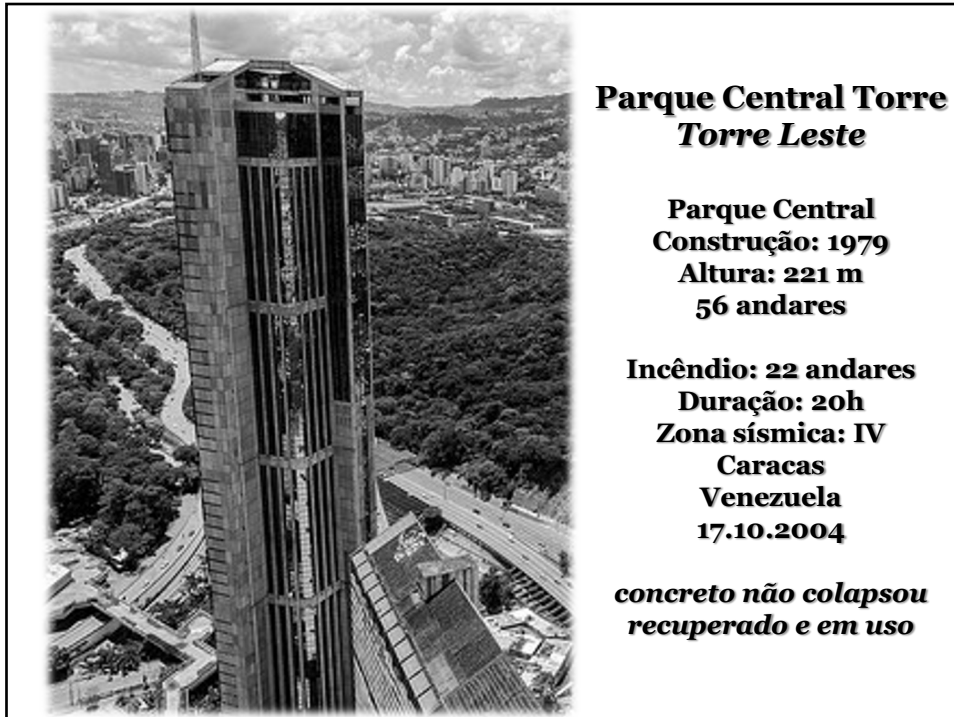 Parque Central Torre
Torre Leste
Parque Central
Construção: 1979
Altura: 221 m
56 andares
Incêndio: 22 andares
Duração: 20h
Zona sísmica: IV
Caracas
Venezuela
17.10.2004
concreto não colapsou
recuperado e em uso